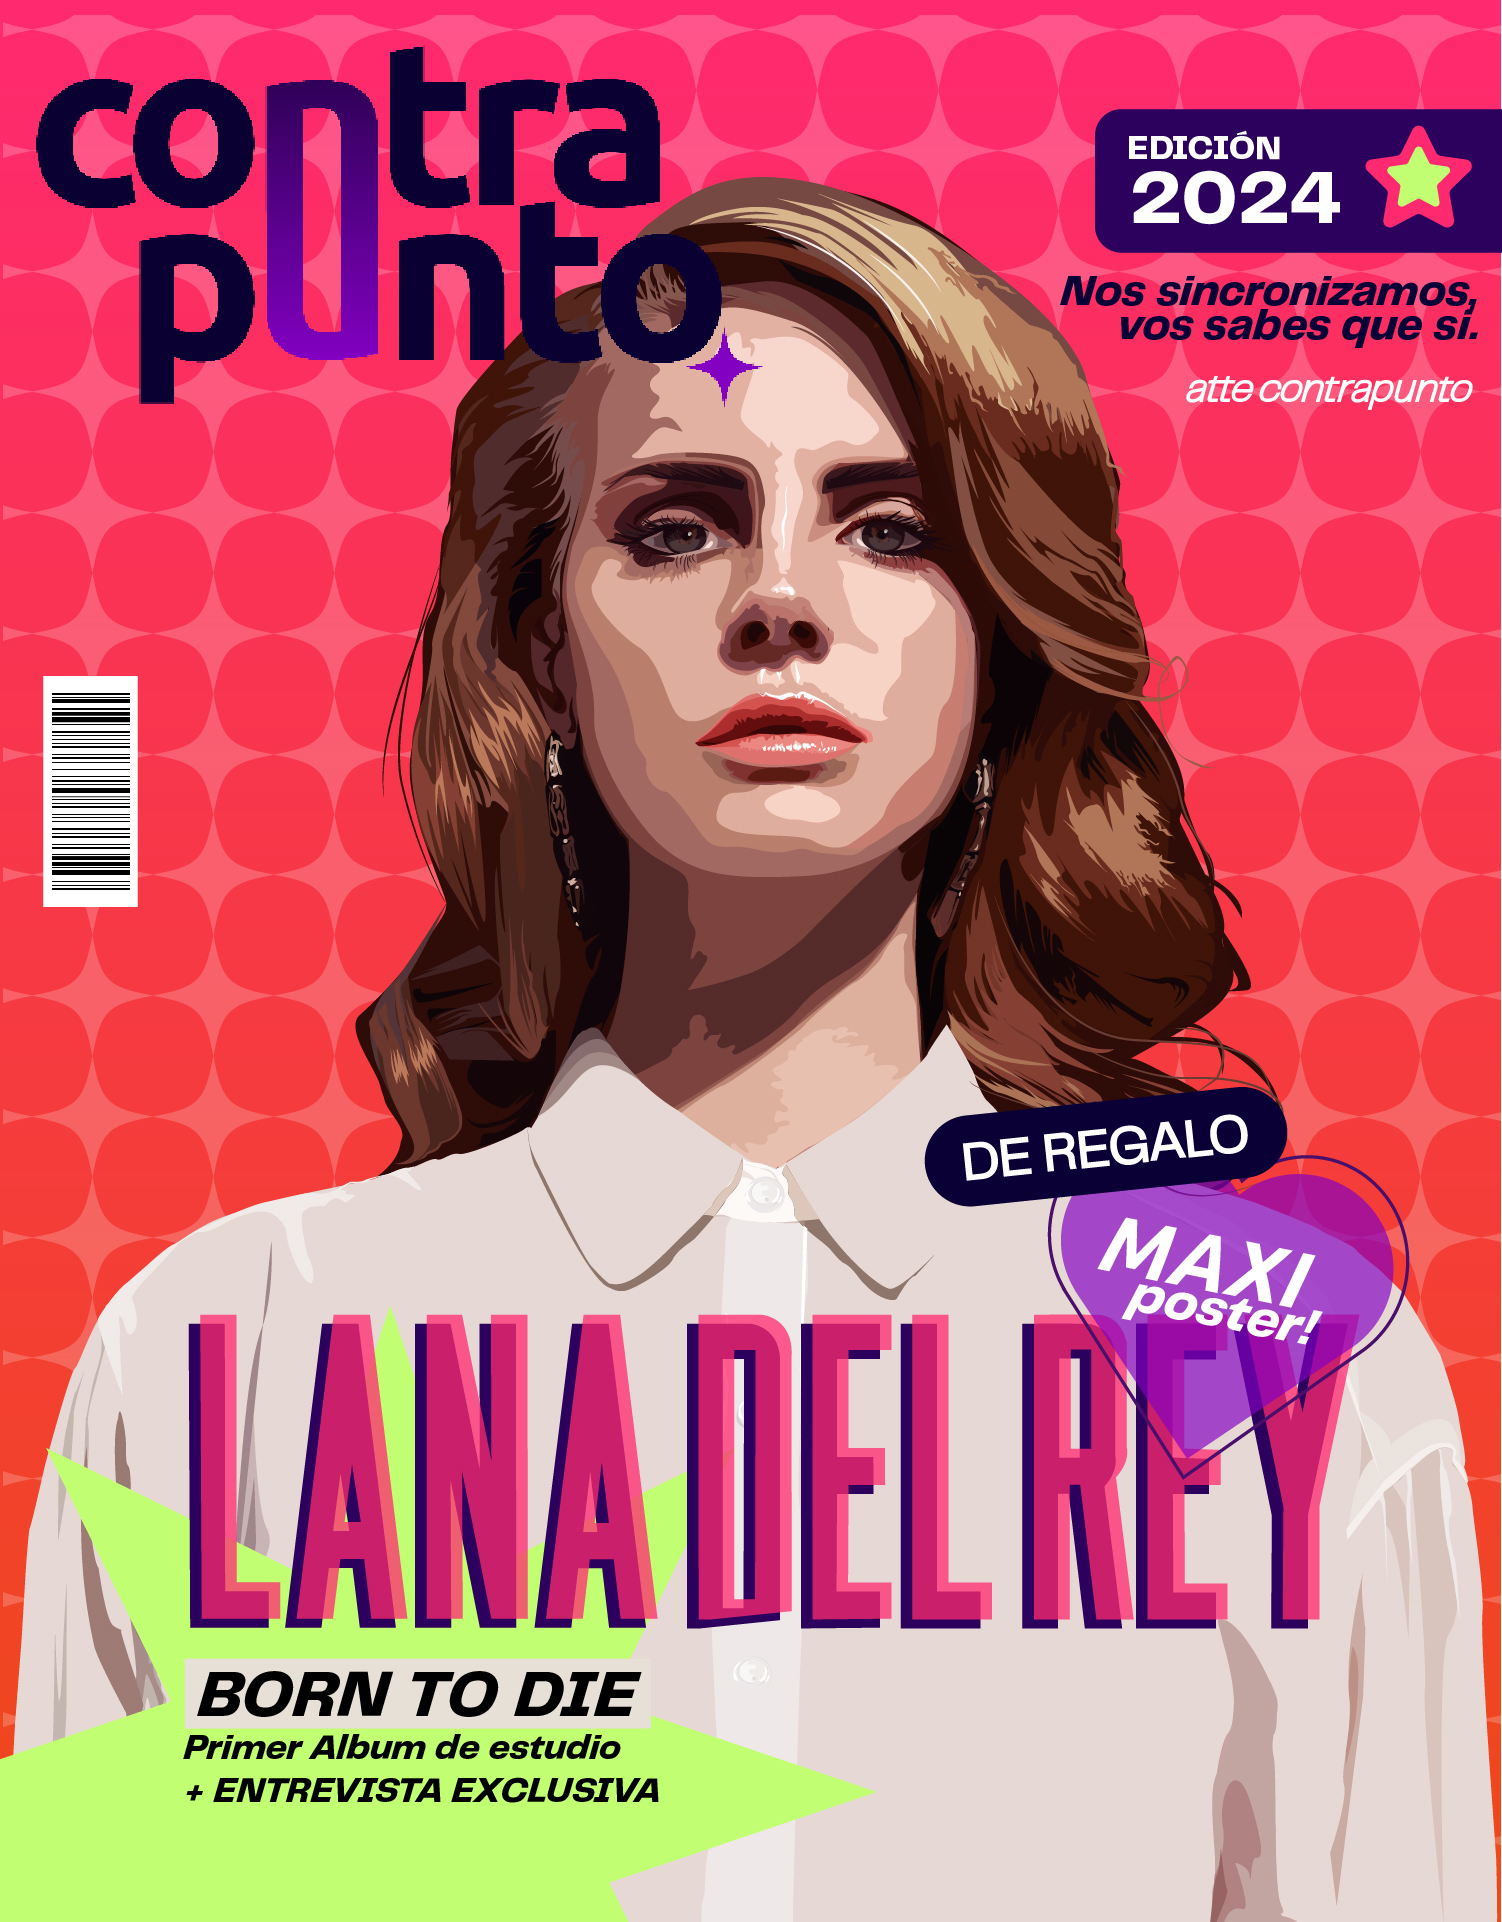 contra
punto
EDICIÓN
2024
Nos sincronizamos,
vos sabes que si.
atte contrapunto
DE REGALO
MAXI
poster!
LANA DEL REY
BORN TO DIE
Primer Album de estudio
+ ENTREVISTA EXCLUSIVA